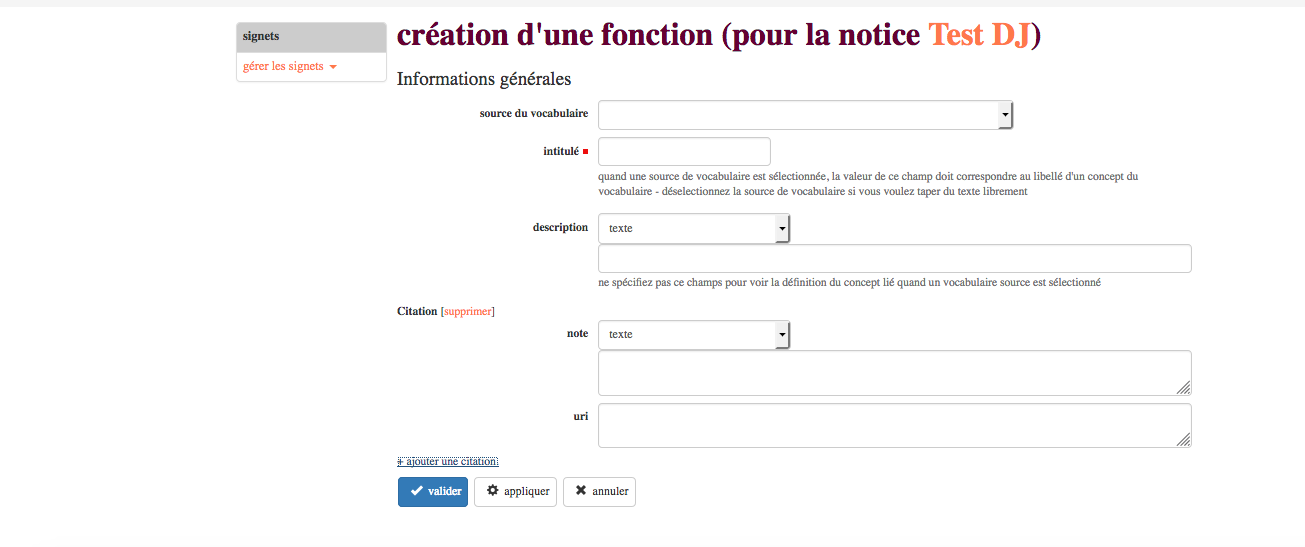 signets
gérer les signets
création d'une fonction (pour la notice Test DJ)
Informations générales
source du vocabulaire
intitulé
quand une source de vocabulaire est sélectionnée, la valeur de ce champ doit correspondre au libellé d'un concept du
vocabulaire - déselectionnez la source de vocabulaire si vous voulez taper du texte librement
description texte
ne spécifiez pas ce champs pour voir la définition du concept lié quand un vocabulaire source est sélectionné
Citation [supprimer]
note texte
uri
+ ajouter une citation
valider appliquer annuler